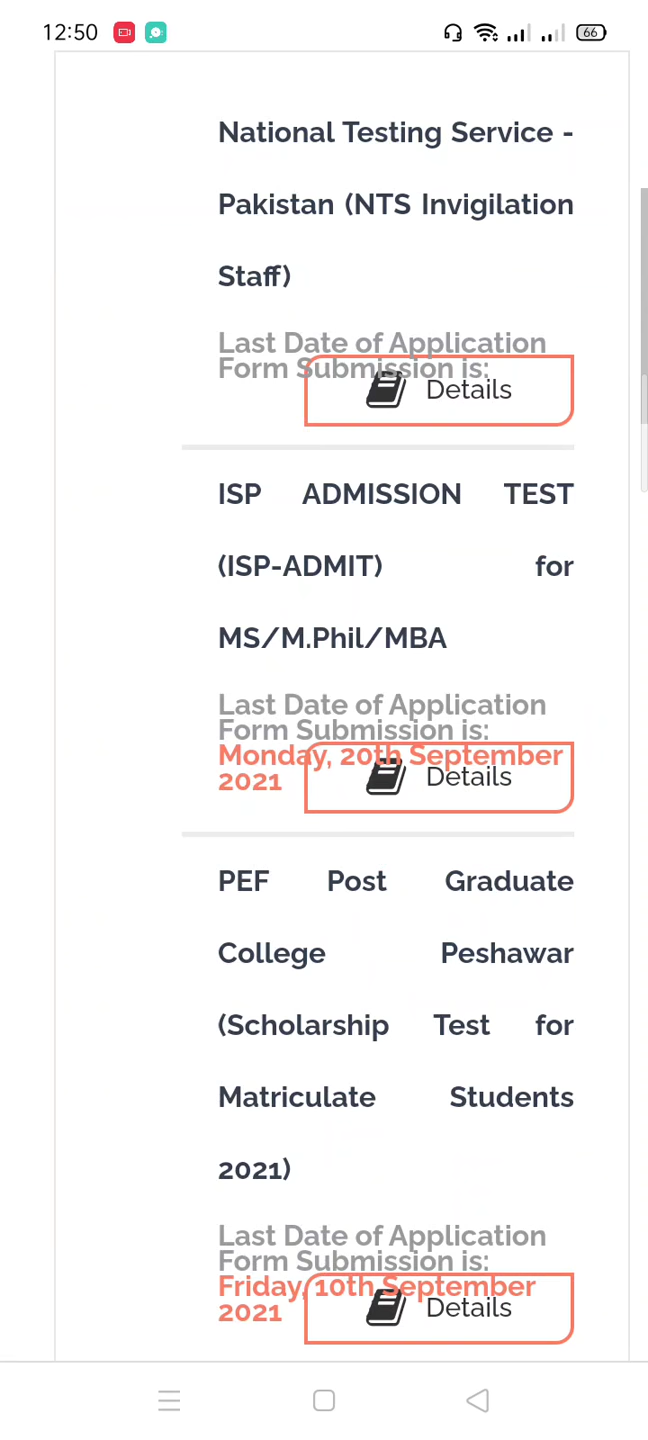 12:50
66
National Testing Service -
Pakistan (NTS Invigilation
Staff)
Last Date of Application
Form Submission is:
Details
ISP ADMISSION TEST
(ISP-ADMIT) for
MS/M.Phil/MBA
Last Date of Application
Form Submission is:
Monday, 20th September
2021
Details
PEF Post Graduate
College Peshawar
(Scholarship Test for
Matriculate Students
2021)
Last Date of Application
Form Submission is:
Friday, 10th September
2021
Details